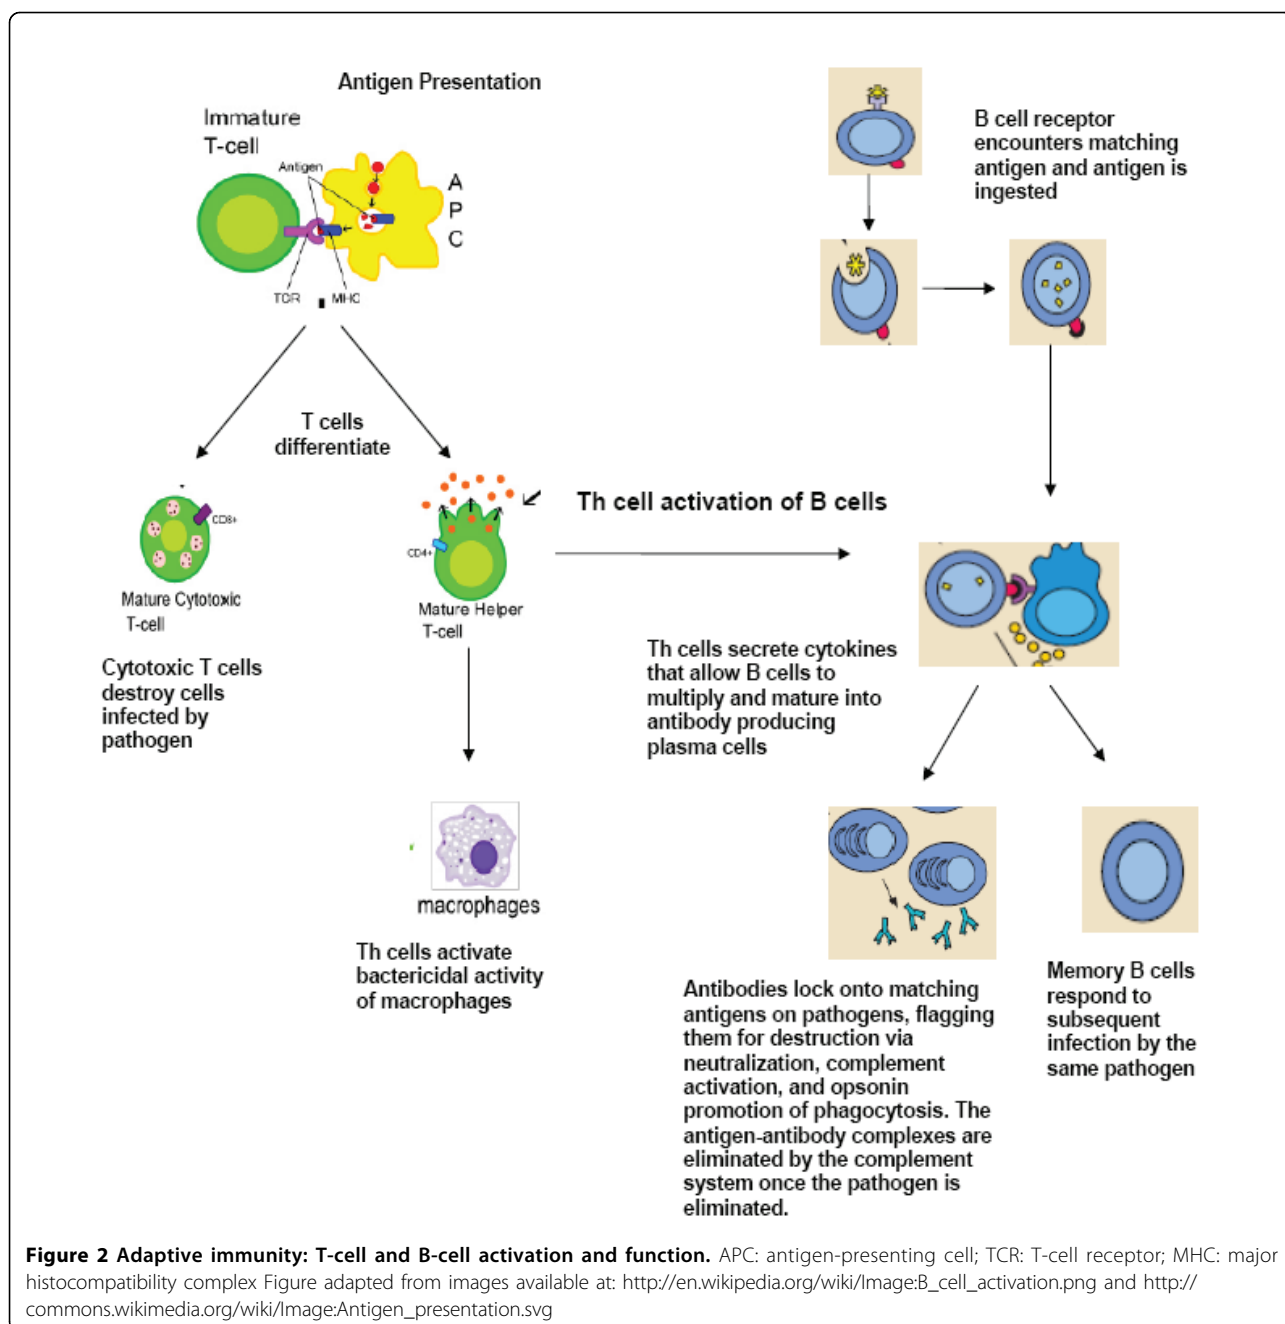 Antigen Presentation
Immature
T-cell
Antigen
A
P
C
TCR
MHC
B cell receptor
encounters matching
antigen and antigen is
ingested
T cells
differentiate
CD8+
Mature Cytotoxic
T-cell
Cytotoxic T cells
destroy cells
infected by
pathogen
CD4+
Mature Helper
T-cell
Th cell activation of B cells
Th cells secrete cytokines
that allow B cells to
multiply and mature into
antibody producing
plasma cells
macrophages
Th cells activate
bactericidal activity
of macrophages
Antibodies lock onto matching
antigens on pathogens, flagging
them for destruction via
neutralization, complement
activation, and opsonin
promotion of phagocytosis. The
antigen-antibody complexes are
eliminated by the complement
system once the pathogen is
eliminated.
Memory B cells
respond to
subsequent
infection by the
same pathogen
Figure 2 Adaptive immunity: T-cell and B-cell activation and function. APC: antigen-presenting cell; TCR: T-cell receptor; MHC: major
histocompatibility complex Figure adapted from images available at: http://en.wikipedia.org/wiki/Image:B_cell_activation.png and http://
commons.wikimedia.org/wiki/Image:Antigen_presentation.svg